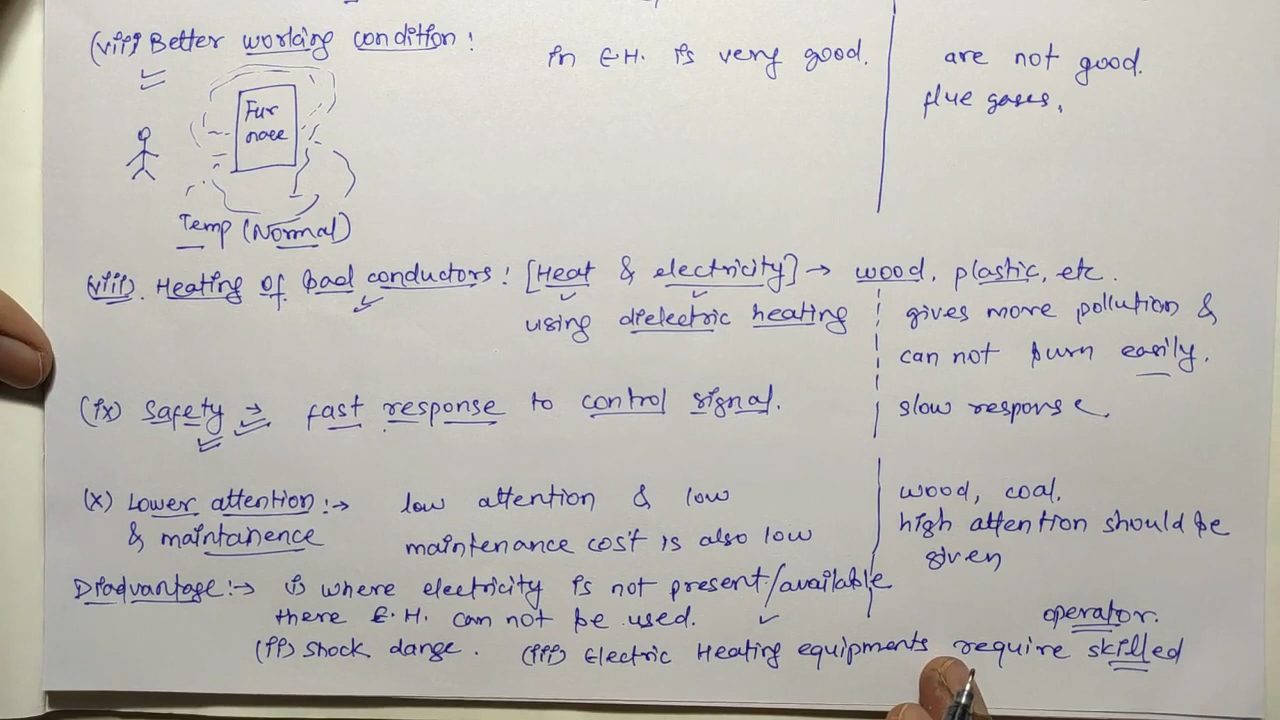 (viii) Better working condition:
in E.H. is very good.
are not good.
flue gases.
Fur
nace
Temp (Normal)
(viii). Heating of bad conductors: [Heat & electricity] → wood, plastic, etc.
using dielectric heating
gives more pollution &
can not burn easily.
(ix) Safety → fast response to control signal.
slow response.
(x) Lower attention :→ low attention & low
& maintanence maintenance cost is also low
wood, coal.
high attention should be
given
Disadvantage :→ (i) where electricity is not present/available
there E.H. can not be used.
(ii) Shock dange. (iii) Electric Heating equipments require skilled
operator.